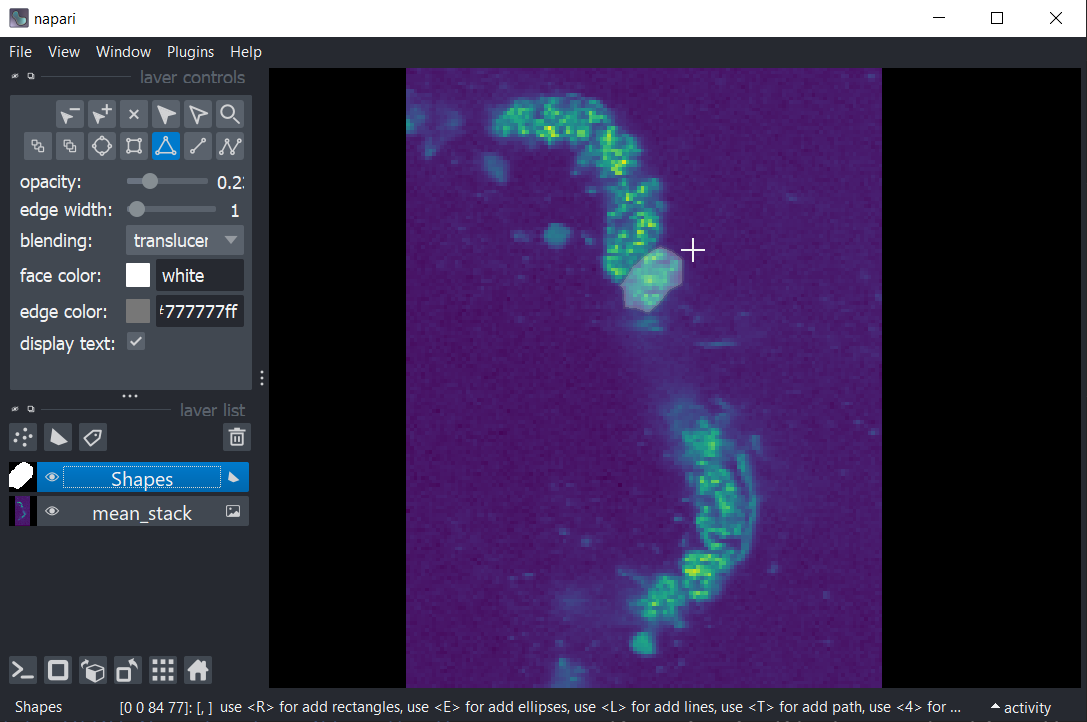 napari
File View Window Plugins Help
layer controls
opacity:
edge width: 1
blending: translucer
face color: white
edge color: 777777ff
display text:
layer list
Shapes
mean_stack
Shapes [0 0 84 77]: [, ] use <R> for add rectangles, use <E> for add ellipses, use <L> for add lines, use <T> for add path, use <4> for ... activity